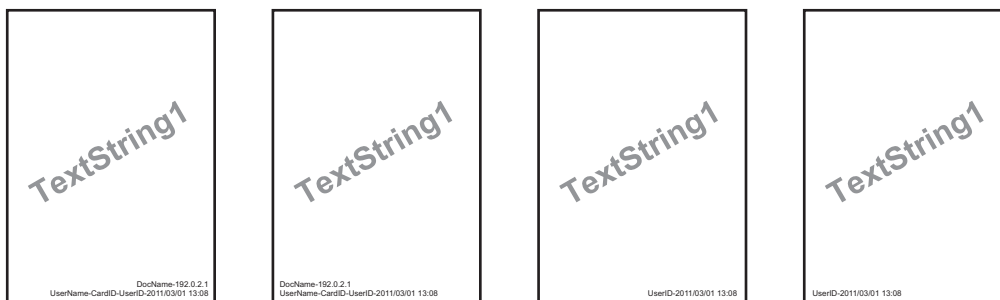 TextString1
DocName-192.0.2.1
UserName-CardID-UserID-2011/03/01 13:08
TextString1
DocName-192.0.2.1
UserName-CardID-UserID-2011/03/01 13:08
TextString1
UserID-2011/03/01 13:08
TextString1
UserID-2011/03/01 13:08